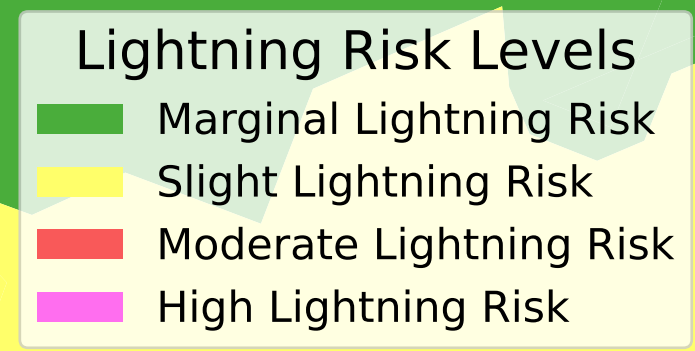 Lightning Risk Levels
Marginal Lightning Risk
Slight Lightning Risk
Moderate Lightning Risk
High Lightning Risk